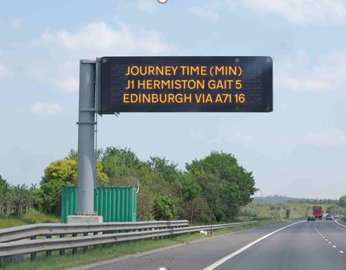 JOURNEY TIME (MIN)
J1 HERMISTON GAIT 5
EDINBURGH VIA A71 16